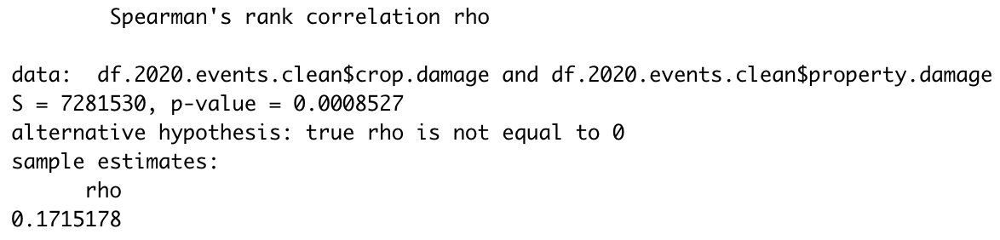 Spearman's rank correlation rho
data:  df.2020.events.clean$crop.damage and df.2020.events.clean$property.damage
S = 7281530, p-value = 0.0008527
alternative hypothesis: true rho is not equal to 0
sample estimates:
rho
0.1715178